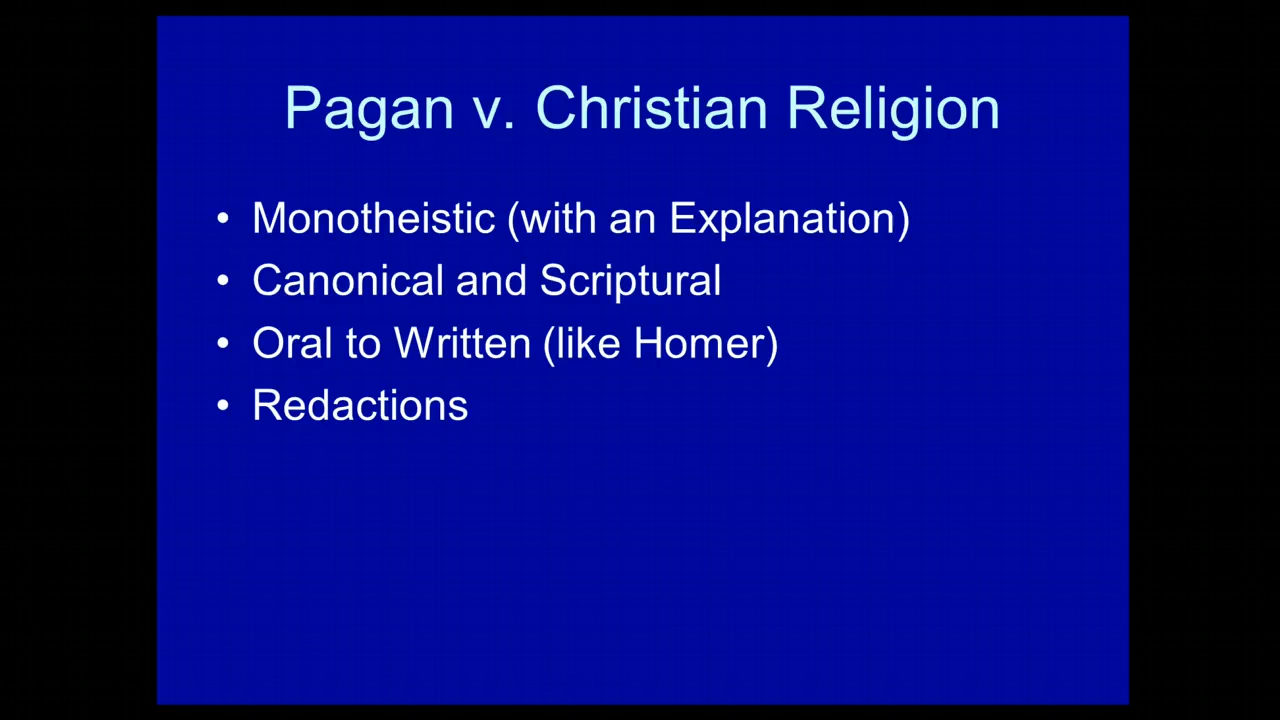 Pagan v. Christian Religion
• Monotheistic (with an Explanation)
• Canonical and Scriptural
• Oral to Written (like Homer)
• Redactions